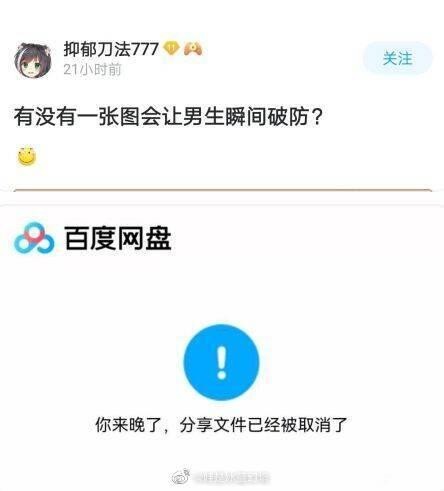 抑郁刀法777
21小时前
关注
有没有一张图会让男生瞬间破防？
百度网盘
你来晚了，分享文件已经被取消了